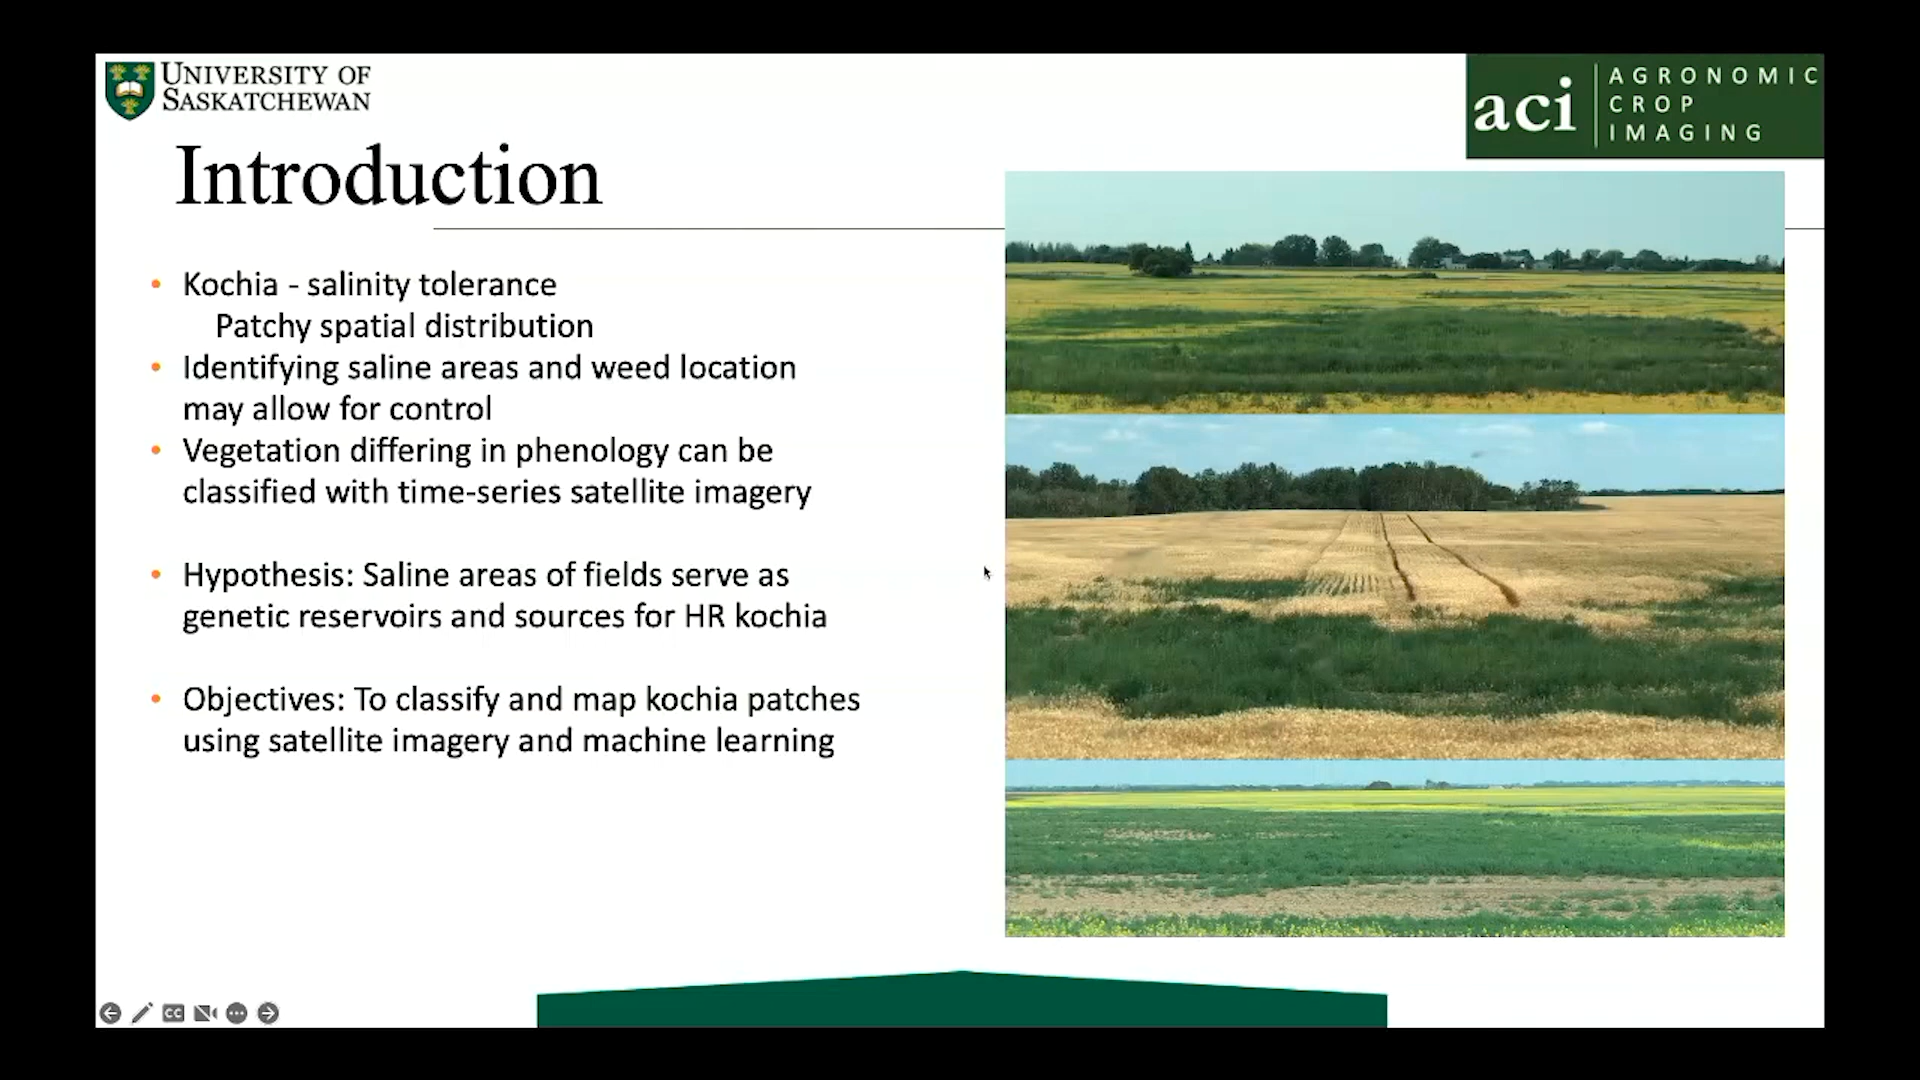 UNIVERSITY OF
SASKATCHEWAN
aci
AGRONOMIC
CROP
IMAGING
Introduction
• Kochia - salinity tolerance
Patchy spatial distribution
• Identifying saline areas and weed location
may allow for control
• Vegetation differing in phenology can be
classified with time-series satellite imagery
• Hypothesis: Saline areas of fields serve as
genetic reservoirs and sources for HR kochia
• Objectives: To classify and map kochia patches
using satellite imagery and machine learning
CC